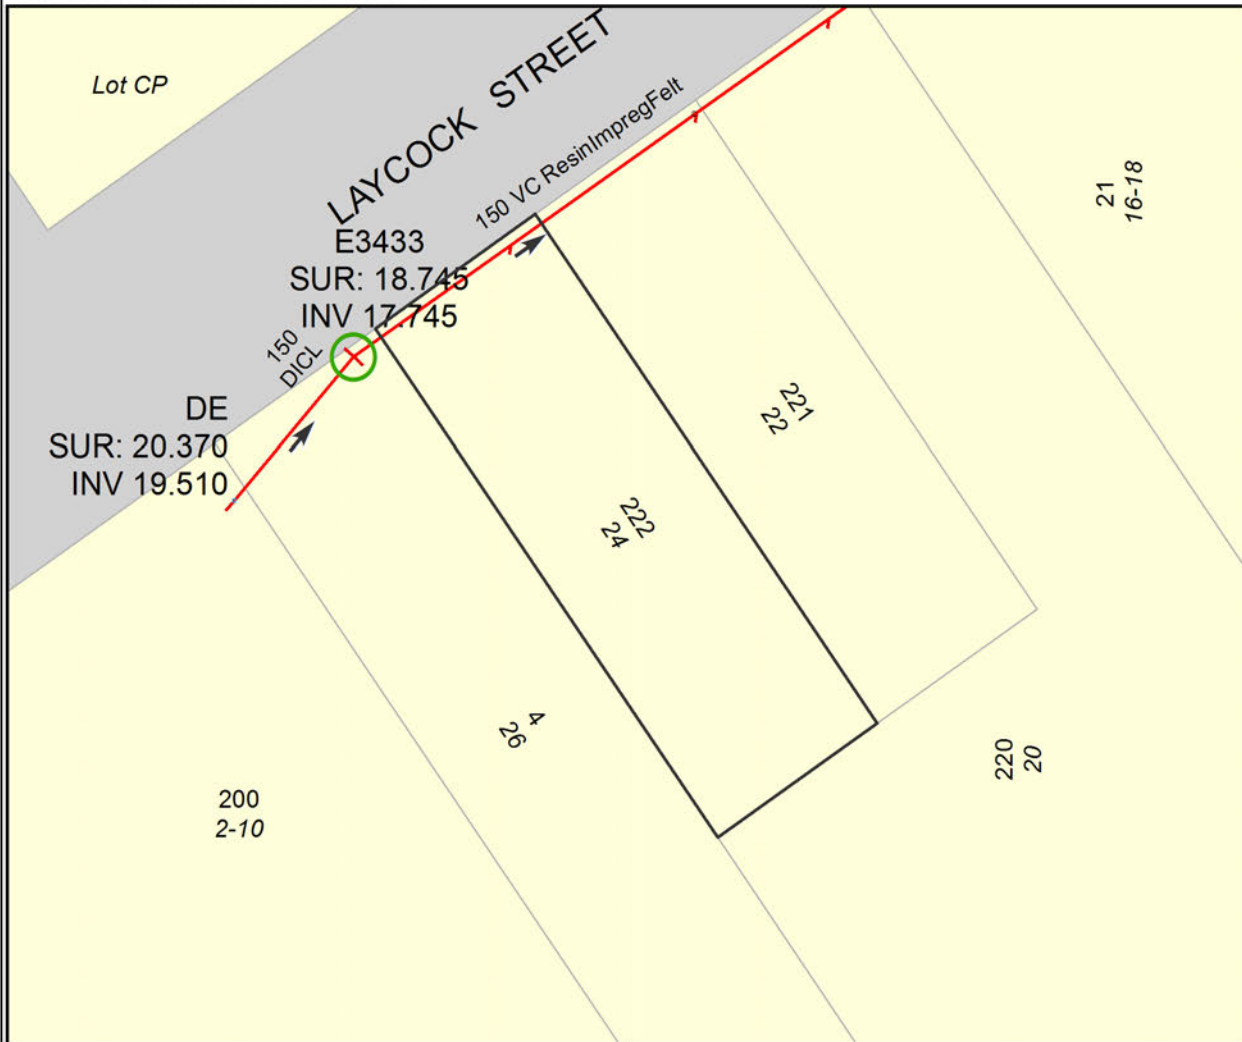 Lot CP
LAYCOCK STREET
150 VC ResinImpregFelt
21
16-18
E3433
SUR: 18.745
INV 17.745
150
DICL
DE
SUR: 20.370
INV 19.510
221
22
222
24
4
26
220
20
200
2-10